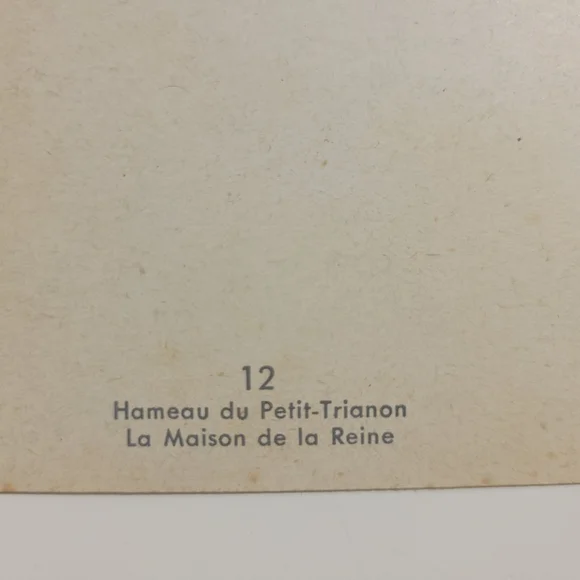 12
Hameau du Petit-Trianon
La Maison de la Reine